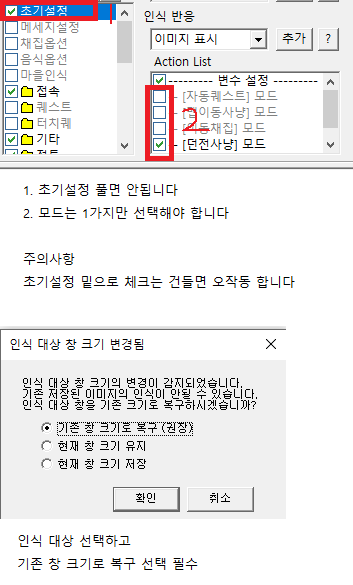 초기설정
메세지설정
채집옵션
음식옵션
마을인식
접속
퀘스트
터치퀘
기타
1
인식 반응
이미지 표시
추가
?
Action List
--------- 변수 설정 ---------
- [자동퀘스트] 모드
이동사냥] 모드
동채집] 모드
- [던전사냥] 모드
2
1. 초기설정 풀면 안됩니다
2. 모드는 1가지만 선택해야 합니다
주의사항
초기설정 밑으로 체크는 건들면 오작동 합니다
인식 대상 창 크기 변경됨
인식 대상 창 크기의 변경이 감지되었습니다.
기존 저장된 이미지의 인식이 안될 수 있습니다.
인식 대상 창을 기존 크기로 복구하시겠습니까?
기존 창 크기로 복구 (권장)
현재 창 크기 유지
현재 창 크기 저장
확인
취소
인식 대상 선택하고
기존 창 크기로 복구 선택 필수